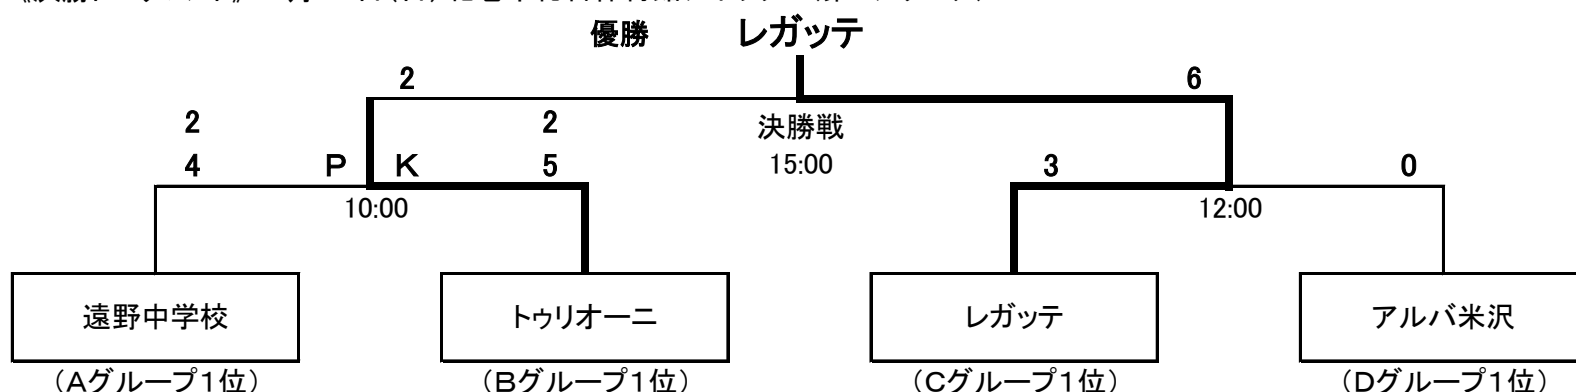 優勝 レガッテ
2 6
2 2 決勝戦
4 P K 5 15:00 3 0
10:00 12:00
遠野中学校 トゥリオーニ レガッテ アルバ米沢
(Aグループ1位) (Bグループ1位) (Cグループ1位) (Dグループ1位)